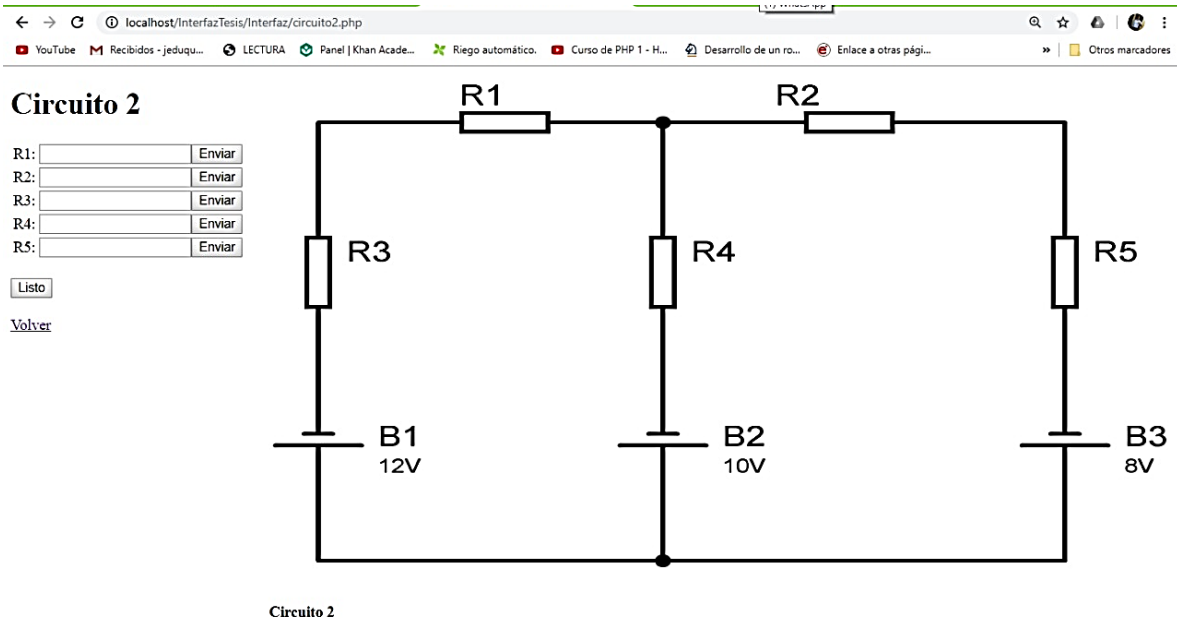 (1) WhatsApp
localhost/InterfazTesis/Interfaz/circuito2.php
YouTube Recibidos - jeduqu... LECTURA Panel | Khan Acade... Riego automático. Curso de PHP 1 - H... Desarrollo de un ro... Enlace a otras pági... » Otros marcadores
Circuito 2
R1: Enviar
R2: Enviar
R3: Enviar
R4: Enviar
R5: Enviar
Listo
Volver
R1 R2
R3 R4 R5
B1 B2 B3
12V 10V 8V
Circuito 2